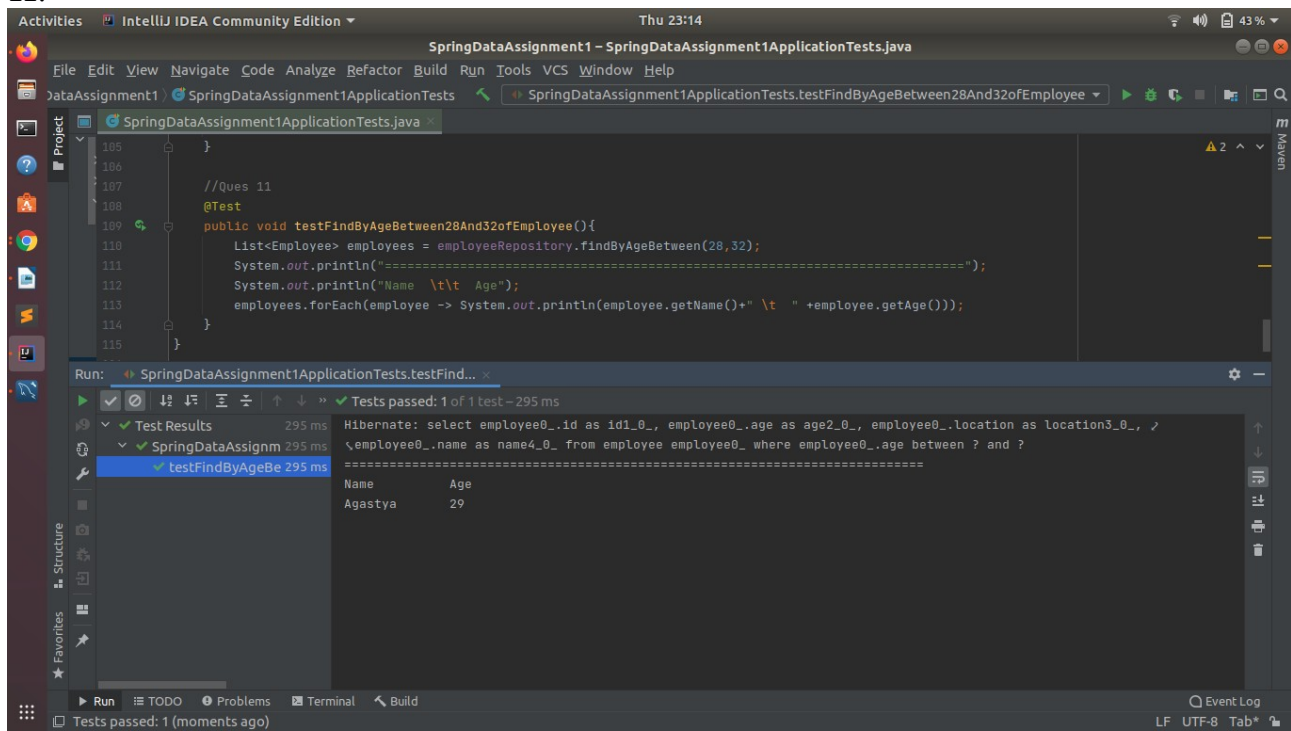 Activities IntelliJ IDEA Community Edition Thu 23:14 43 %
SpringDataAssignment1 – SpringDataAssignment1ApplicationTests.java
File Edit View Navigate Code Analyze Refactor Build Run Tools VCS Window Help
DataAssignment1 SpringDataAssignment1ApplicationTests SpringDataAssignment1ApplicationTests.testFindByAgeBetween28And32ofEmployee
Project SpringDataAssignment1ApplicationTests.java Maven
105 } 2
106
107 //Ques 11
108 @Test
109 public void testFindByAgeBetween28And32ofEmployee(){
110 List<Employee> employees = employeeRepository.findByAgeBetween(28,32);
111 System.out.println("=============================================================================");
112 System.out.println("Name \t\t Age");
113 employees.forEach(employee -> System.out.println(employee.getName()+" \t " +employee.getAge()));
114 }
115 }
Run: SpringDataAssignment1ApplicationTests.testFind...
Tests passed: 1 of 1 test – 295 ms
Test Results 295 ms Hibernate: select employee0_.id as id1_0_, employee0_.age as age2_0_, employee0_.location as location3_0_,
SpringDataAssignm 295 ms employee0_.name as name4_0_ from employee employee0_ where employee0_.age between ? and ?
testFindByAgeBe 295 ms =============================================================================
Name Age
Agastya 29
Structure
Favorites
Run TODO Problems Terminal Build Event Log
Tests passed: 1 (moments ago) LF UTF-8 Tab*